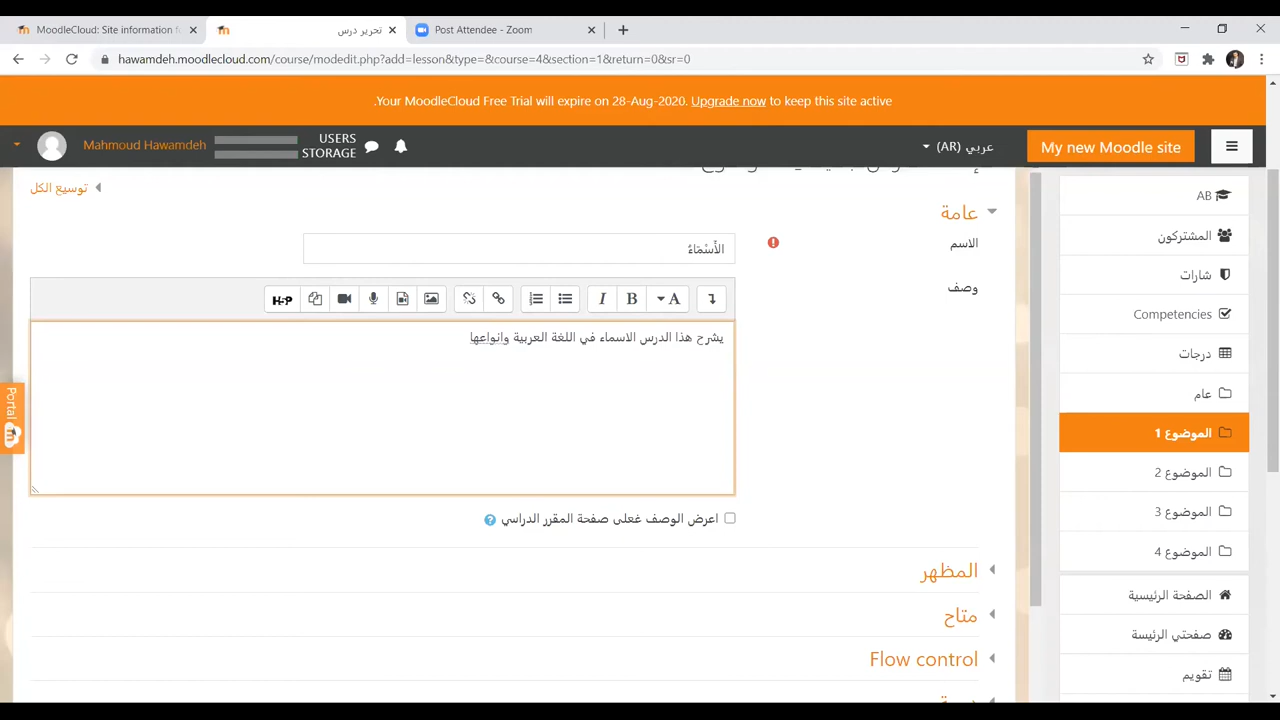 MoodleCloud: Site information f
تحرير درس
Post Attendee - Zoom
hawamdeh.moodlecloud.com/course/modedit.php?add=lesson&type=&course=4&section=1&return=0&sr=0
.Your MoodleCloud Free Trial will expire on 28-Aug-2020. Upgrade now to keep this site active
My new Moodle site
عربي (AR)
USERS
STORAGE
Mahmoud Hawamdeh
توسيع الكل
عامة
الاسم
الأَسْمَاءُ
وصف
H5P
I B A
يشرح هذا الدرس الاسماء في اللغة العربية وانواعها
اعرض الوصف غعلى صفحة المقرر الدراسي
المظهر
متاح
Flow control
AB
المشتركون
شارات
Competencies
درجات
عام
الموضوع 1
الموضوع 2
الموضوع 3
الموضوع 4
الصفحة الرئيسية
صفحتي الرئيسة
تقويم
Portal